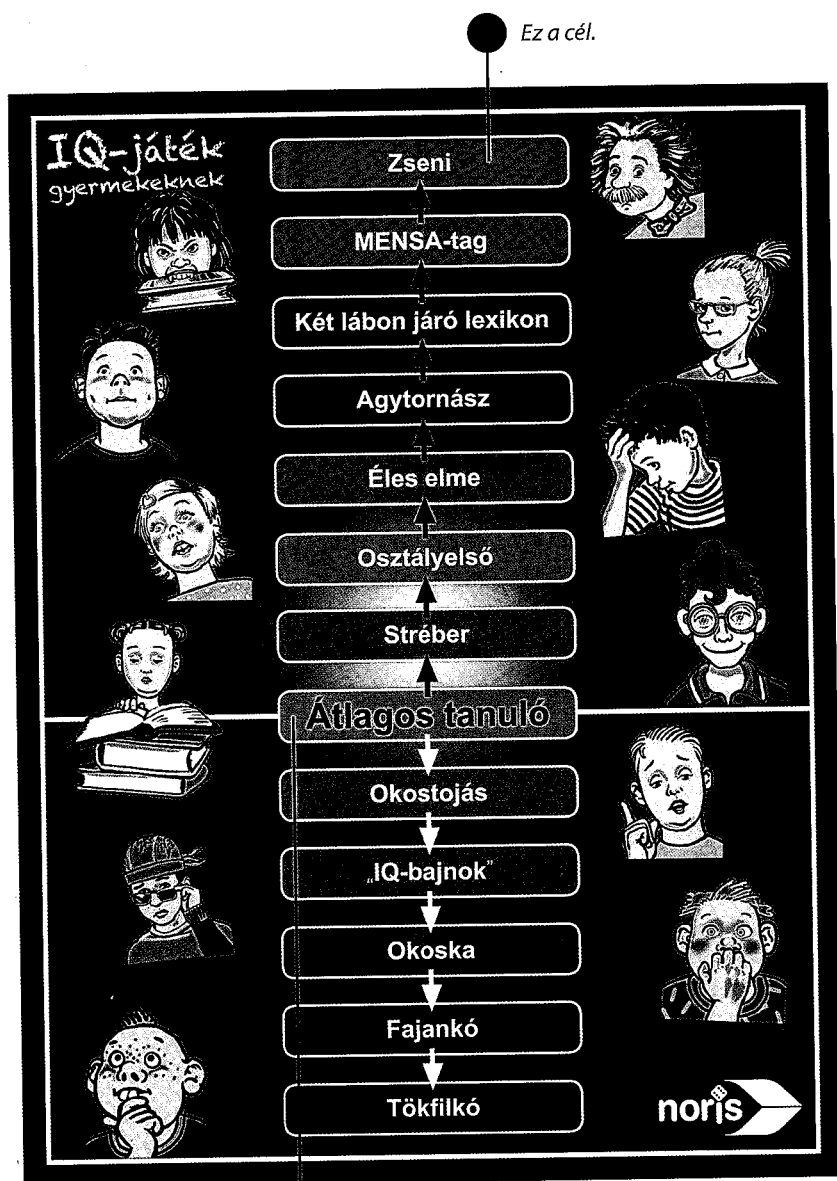 Ez a cél.
IQ-játék
gyermekeknek
Zseni
MENSA-tag
Két lábon járó lexikon
Agytornász
Éles elme
Osztályelső
Stréber
Átlagos tanuló
Okostojás
„IQ-bajnok”
Okoska
Fajankó
Tökfilkó
noris